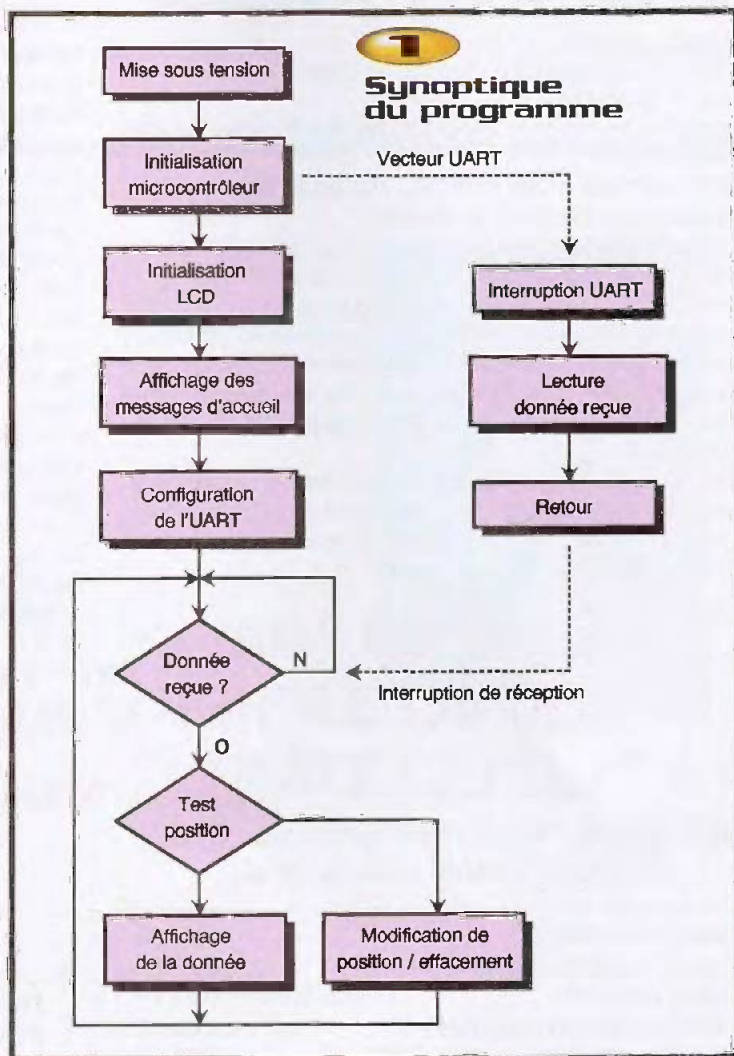 1
Synoptique
du programme
Mise sous tension
Initialisation
microcontrôleur
Vecteur UART
Initialisation
LCD
Interruption UART
Affichage des
messages d'accueil
Lecture
donnée reçue
Configuration
de l'UART
Retour
Donnée
reçue ?
N
Interruption de réception
O
Test
position
Affichage
de la donnée
Modification de
position / effacement